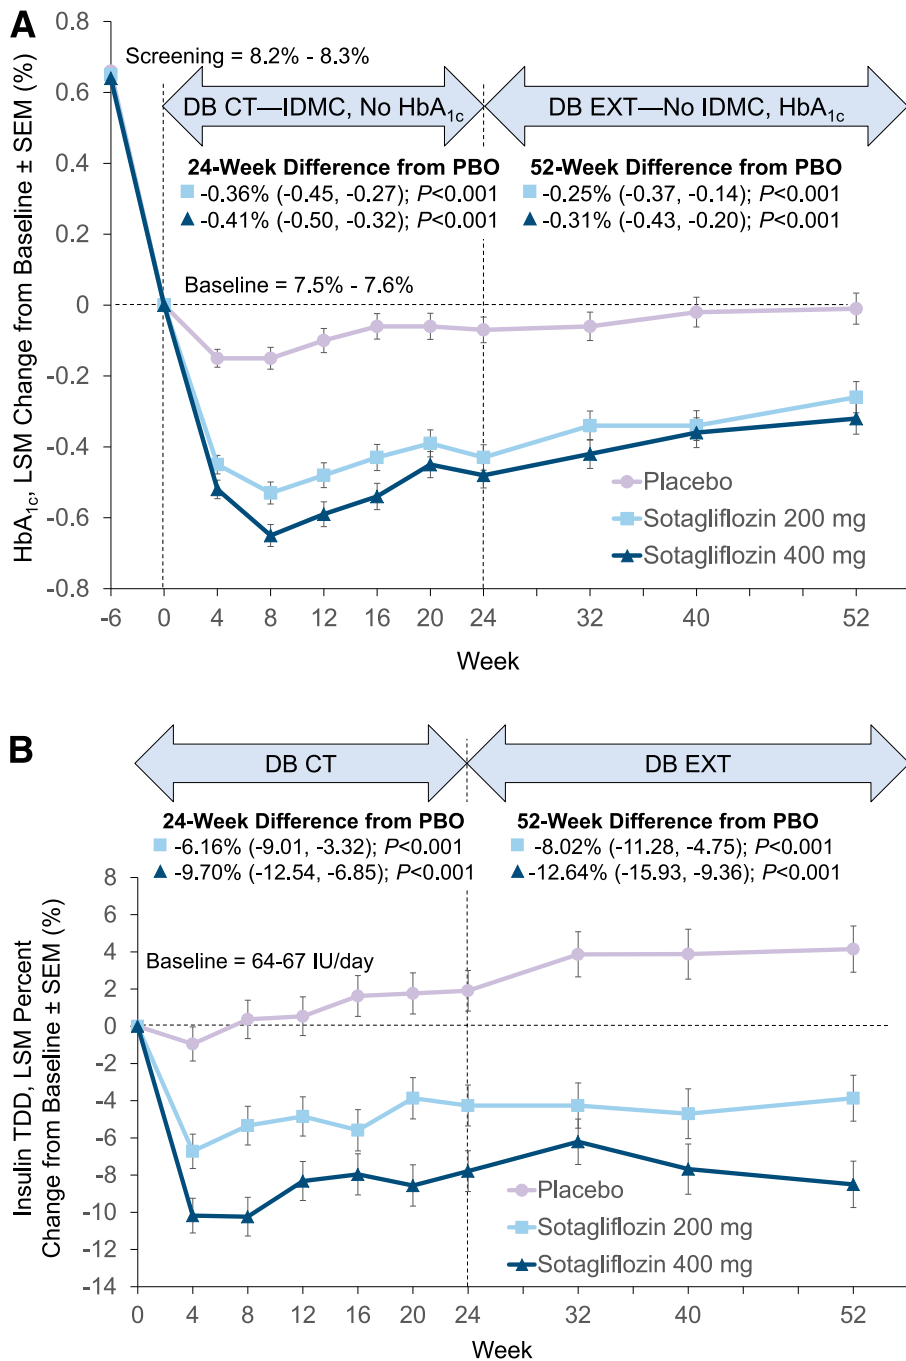 A
HbA1c, LSM Change from Baseline ± SEM (%)
0.8
0.6
0.4
0.2
0
-0.2
-0.4
-0.6
-0.8
Screening = 8.2% - 8.3%
DB CT—IDMC, No HbA1c
DB EXT—No IDMC, HbA1c
24-Week Difference from PBO
-0.36% (-0.45, -0.27); P<0.001
-0.41% (-0.50, -0.32); P<0.001
52-Week Difference from PBO
-0.25% (-0.37, -0.14); P<0.001
-0.31% (-0.43, -0.20); P<0.001
Baseline = 7.5% - 7.6%
Placebo
Sotagliflozin 200 mg
Sotagliflozin 400 mg
-6 0 4 8 12 16 20 24 32 40 52
Week
B
DB CT
DB EXT
24-Week Difference from PBO
-6.16% (-9.01, -3.32); P<0.001
-9.70% (-12.54, -6.85); P<0.001
52-Week Difference from PBO
-8.02% (-11.28, -4.75); P<0.001
-12.64% (-15.93, -9.36); P<0.001
Insulin TDD, LSM Percent
Change from Baseline ± SEM (%)
8
6
4
2
0
-2
-4
-6
-8
-10
-12
-14
Baseline = 64-67 IU/day
Placebo
Sotagliflozin 200 mg
Sotagliflozin 400 mg
0 4 8 12 16 20 24 32 40 52
Week